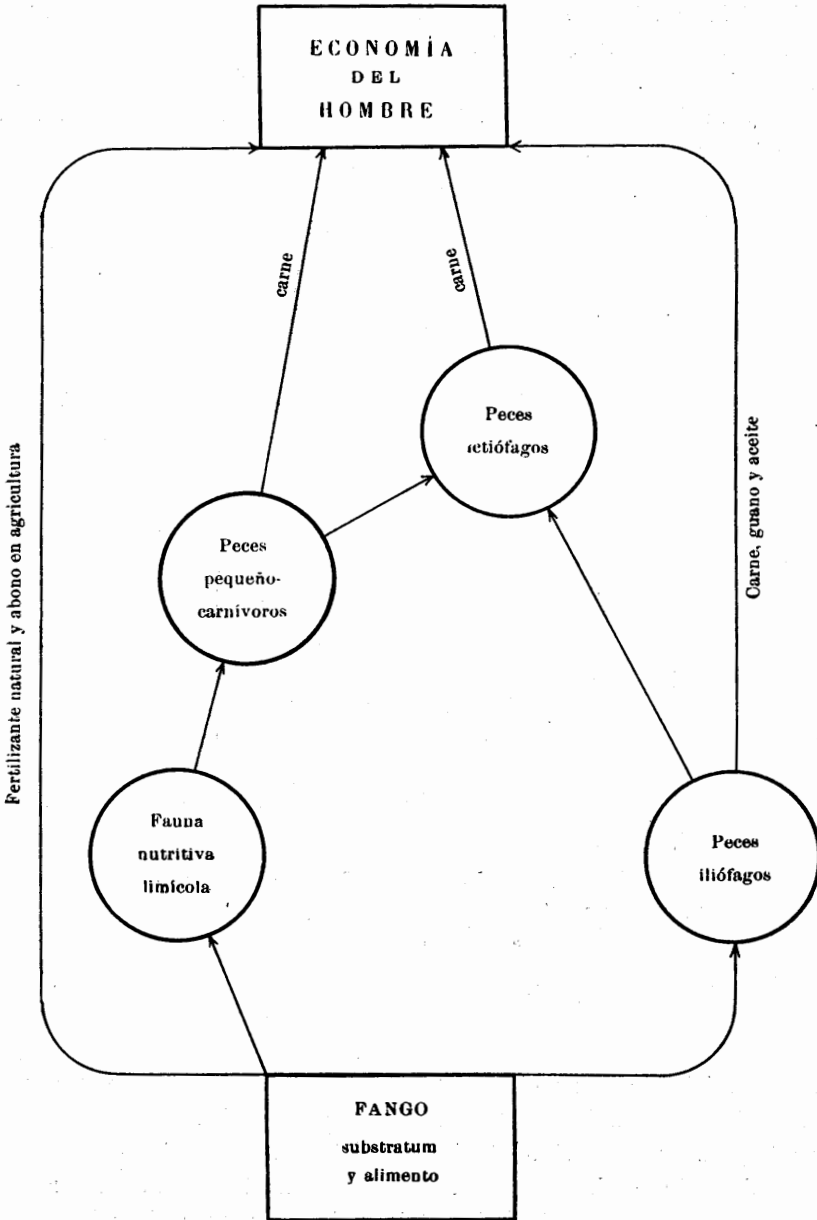 ECONOMÍA
DEL
HOMBRE
carne
carne
Peces
ictiófagos
Fertilizante natural y abono en agricultura
Carne, guano y aceite
Peces
pequeño-
carnívoros
Fauna
nutritiva
limícola
Peces
iliófagos
FANGO
substratum
y alimento